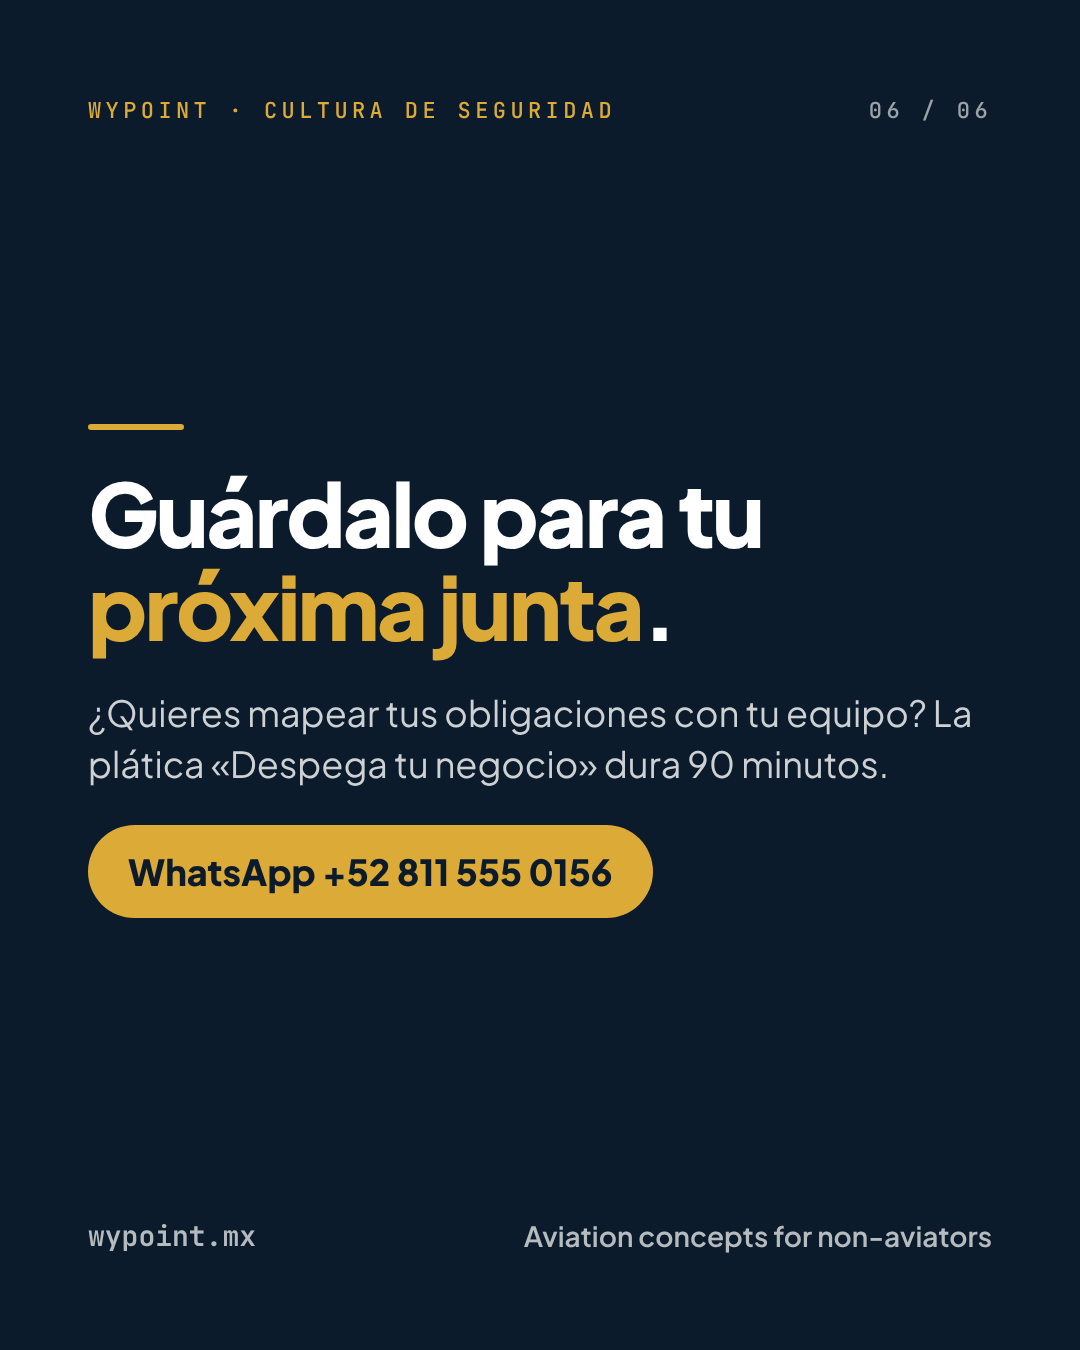 WYPOINT · CULTURA DE SEGURIDAD
06 / 06
Guárdalo para tu
próxima junta.
¿Quieres mapear tus obligaciones con tu equipo? La
plática «Despega tu negocio» dura 90 minutos.
WhatsApp +52 811 555 0156
wypoint.mx
Aviation concepts for non-aviators